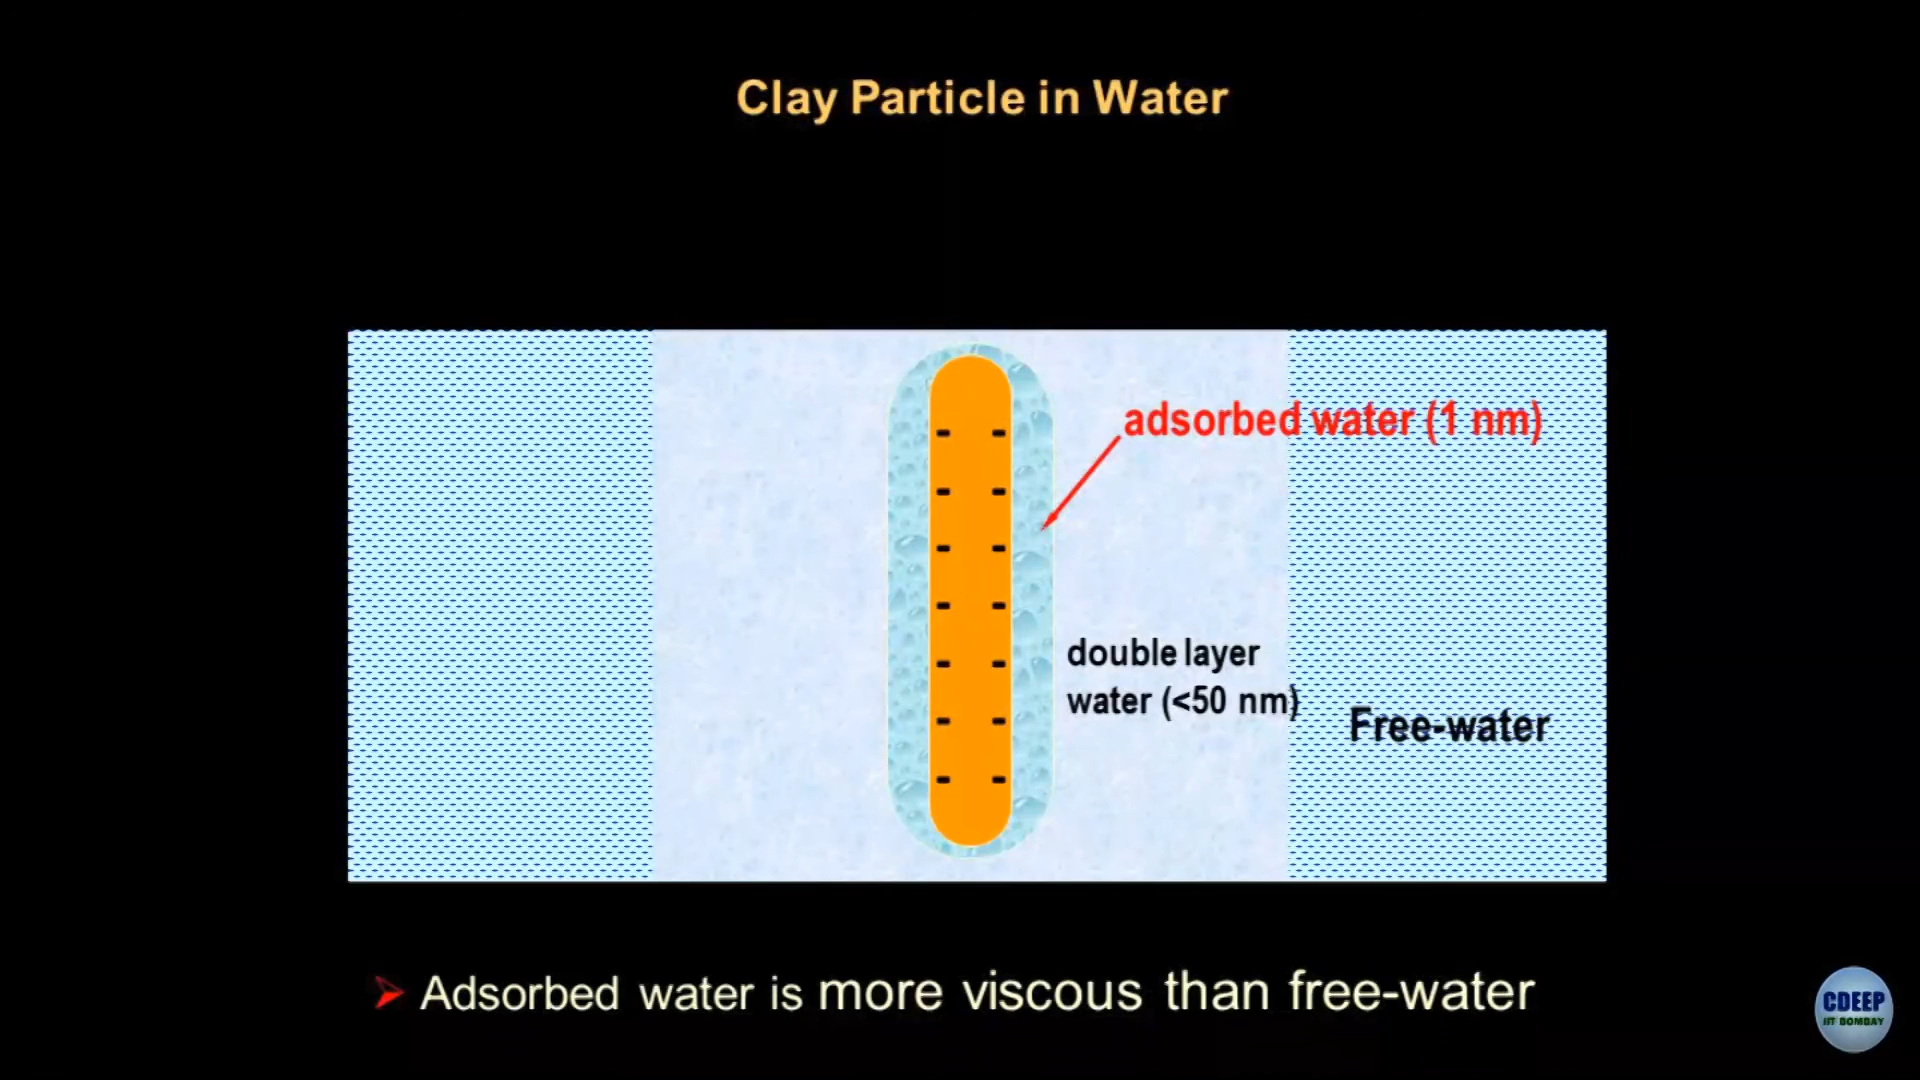 Clay Particle in Water
adsorbed water (1 nm)
double layer
water (<50 nm)
Free-water
Adsorbed water is more viscous than free-water
CDEEP
IIT BOMBAY